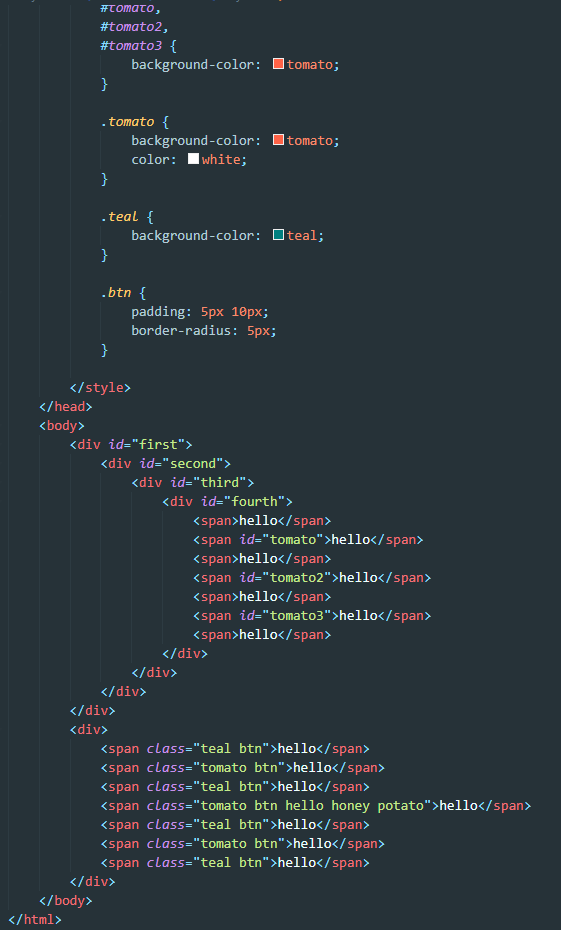 #tomato,
#tomato2,
#tomato3 {
background-color: tomato;
}
.tomato {
background-color: tomato;
color: white;
}
.teal {
background-color: teal;
}
.btn {
padding: 5px 10px;
border-radius: 5px;
}
</style>
</head>
<body>
<div id="first">
<div id="second">
<div id="third">
<div id="fourth">
<span>hello</span>
<span id="tomato">hello</span>
<span>hello</span>
<span id="tomato2">hello</span>
<span>hello</span>
<span id="tomato3">hello</span>
<span>hello</span>
</div>
</div>
</div>
</div>
<div>
<span class="teal btn">hello</span>
<span class="tomato btn">hello</span>
<span class="teal btn">hello</span>
<span class="tomato btn hello honey potato">hello</span>
<span class="teal btn">hello</span>
<span class="tomato btn">hello</span>
<span class="teal btn">hello</span>
</div>
</body>
</html>